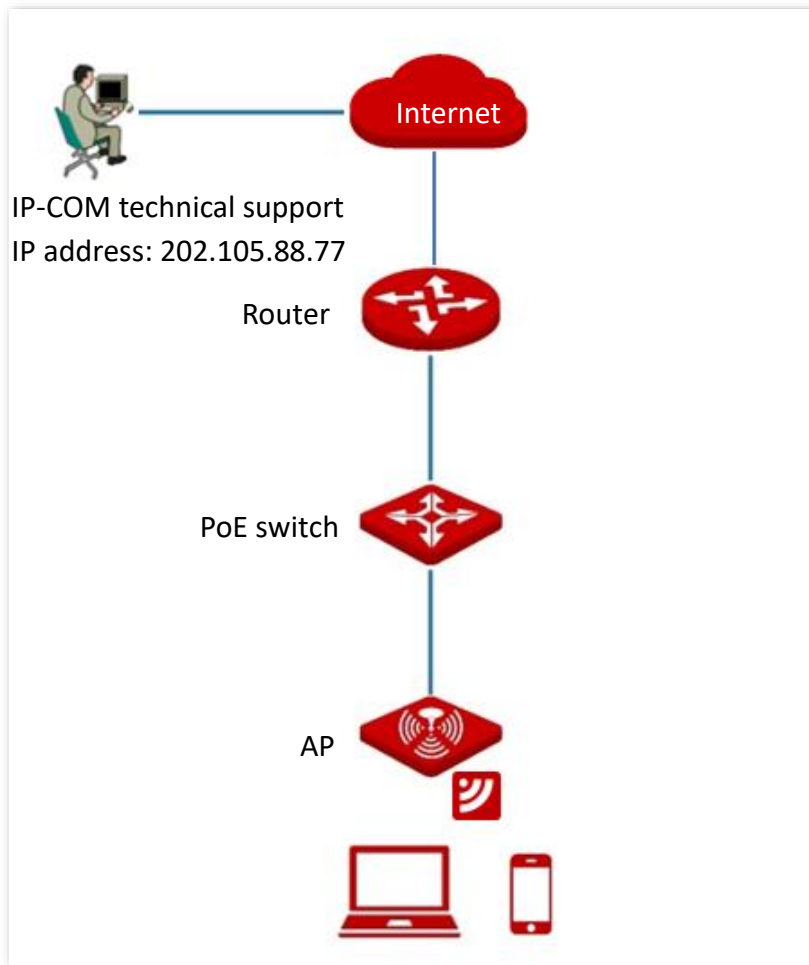 Internet
IP-COM technical support
IP address: 202.105.88.77
Router
PoE switch
AP